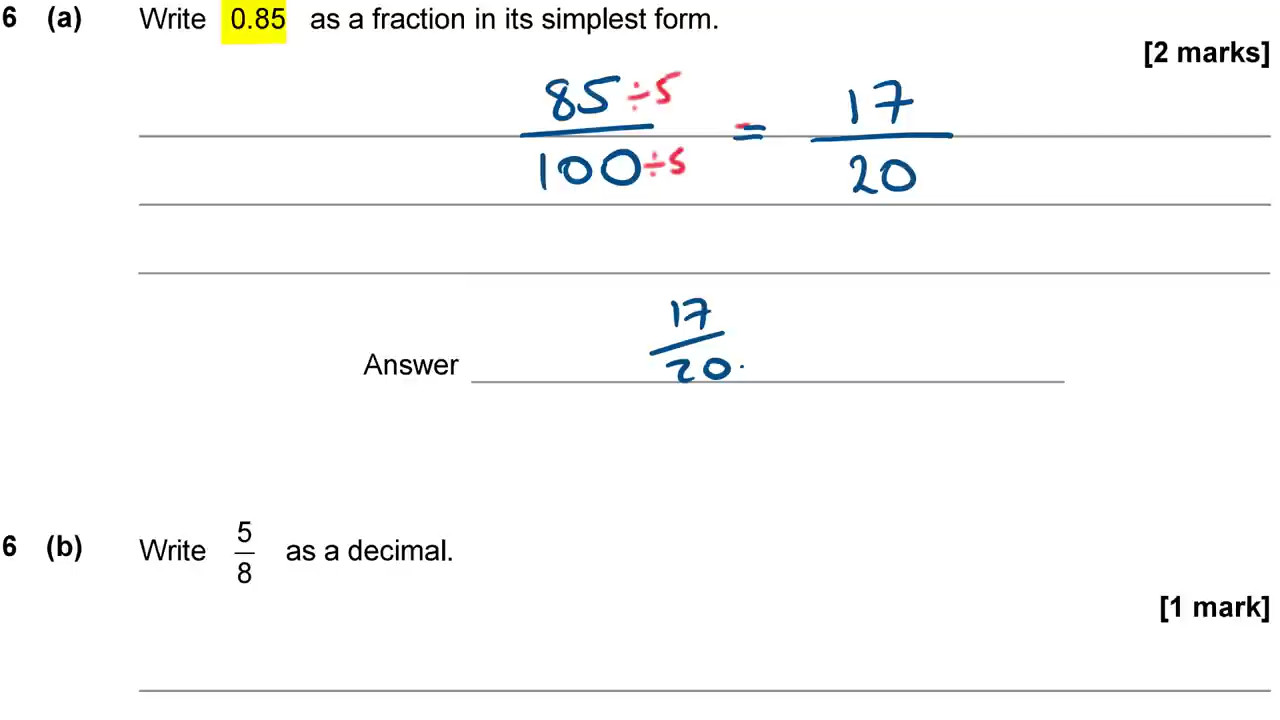 6 (a) Write 0.85 as a fraction in its simplest form.
[2 marks]
85 ÷5 = 17
100 ÷5 20
17
Answer 20.
5
6 (b) Write as a decimal.
8
[1 mark]